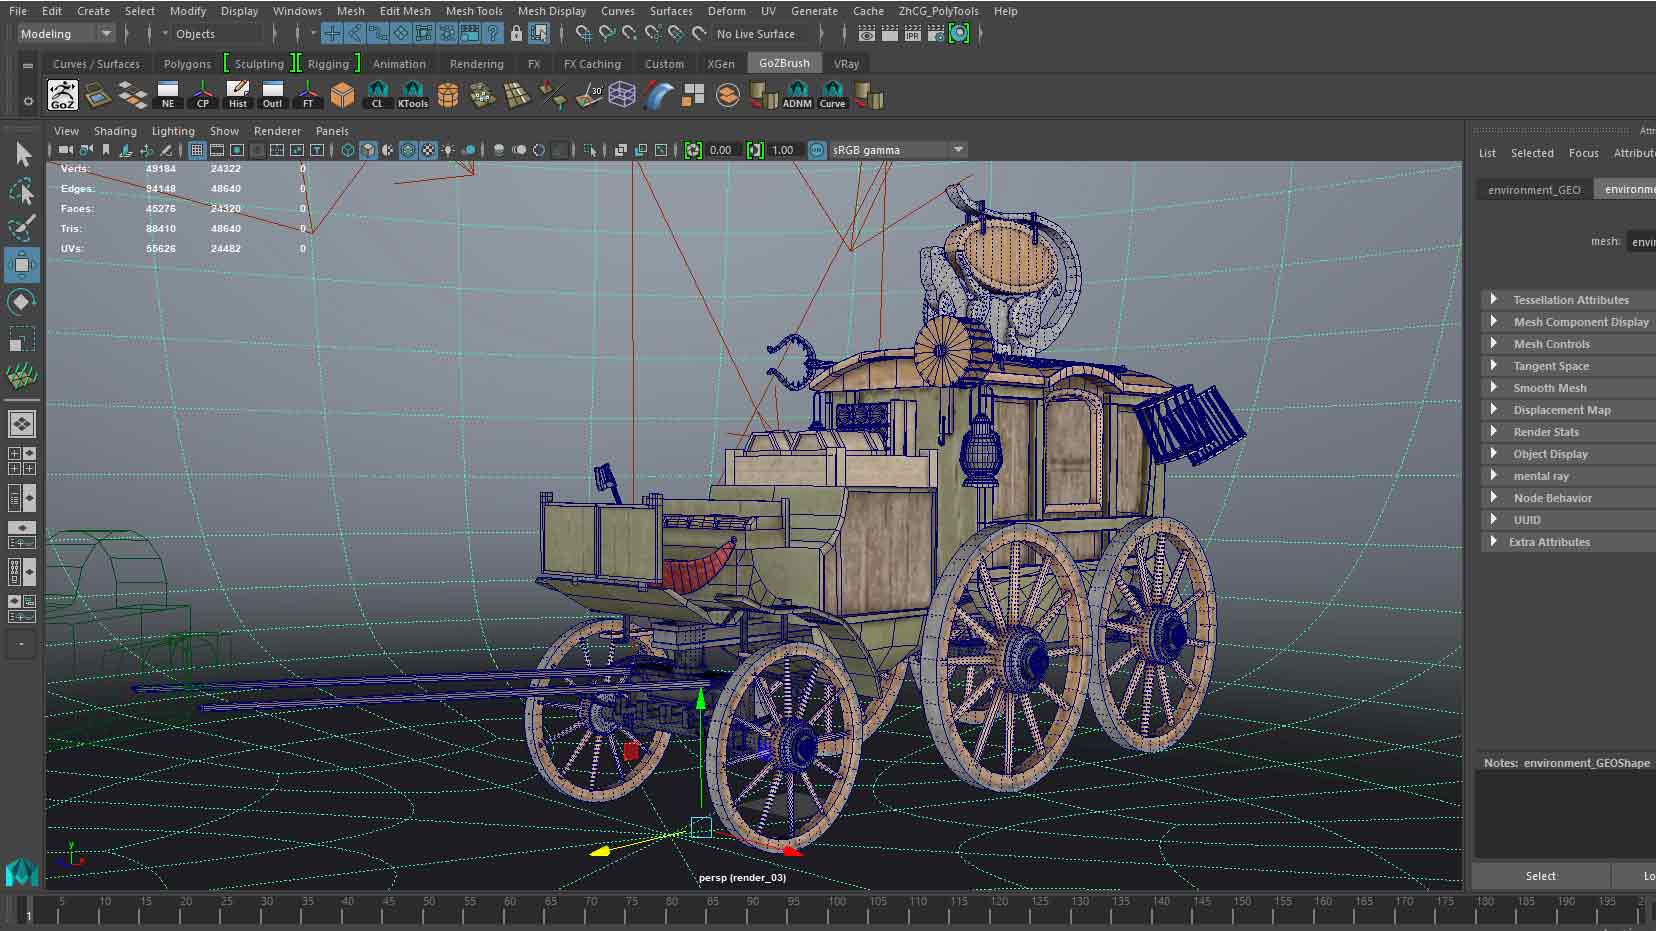 File Edit Create Select Modify Display Windows Mesh Edit Mesh Mesh Tools Mesh Display Curves Surfaces Deform UV Generate Cache ZhCG_PolyTools Help
Modeling Objects No Live Surface IPR
Curves / Surfaces Polygons Sculpting Rigging Animation Rendering FX FX Caching Custom XGen GoZBrush VRay
GoZ NE CP Hist Outl FT CL KTools 30 ADNM Curve
View Shading Lighting Show Renderer Panels
0.00 1.00 sRGB gamma
Verts: 49184 24322 0
Edges: 94148 48640 0
Faces: 45276 24320 0
Tris: 88410 48640 0
UVs: 55626 24482 0
persp (render_03)
y
List Selected Focus Attribut
environment_GEO environme
mesh: envir
Tessellation Attributes
Mesh Component Display
Mesh Controls
Tangent Space
Smooth Mesh
Displacement Map
Render Stats
Object Display
mental ray
Node Behavior
UUID
Extra Attributes
Notes: environment_GEOShape
Select Lo
5 10 15 20 25 30 35 40 45 50 55 60 65 70 75 80 85 90 95 100 105 110 115 120 125 130 135 140 145 150 155 160 165 170 175 180 185 190 195
1